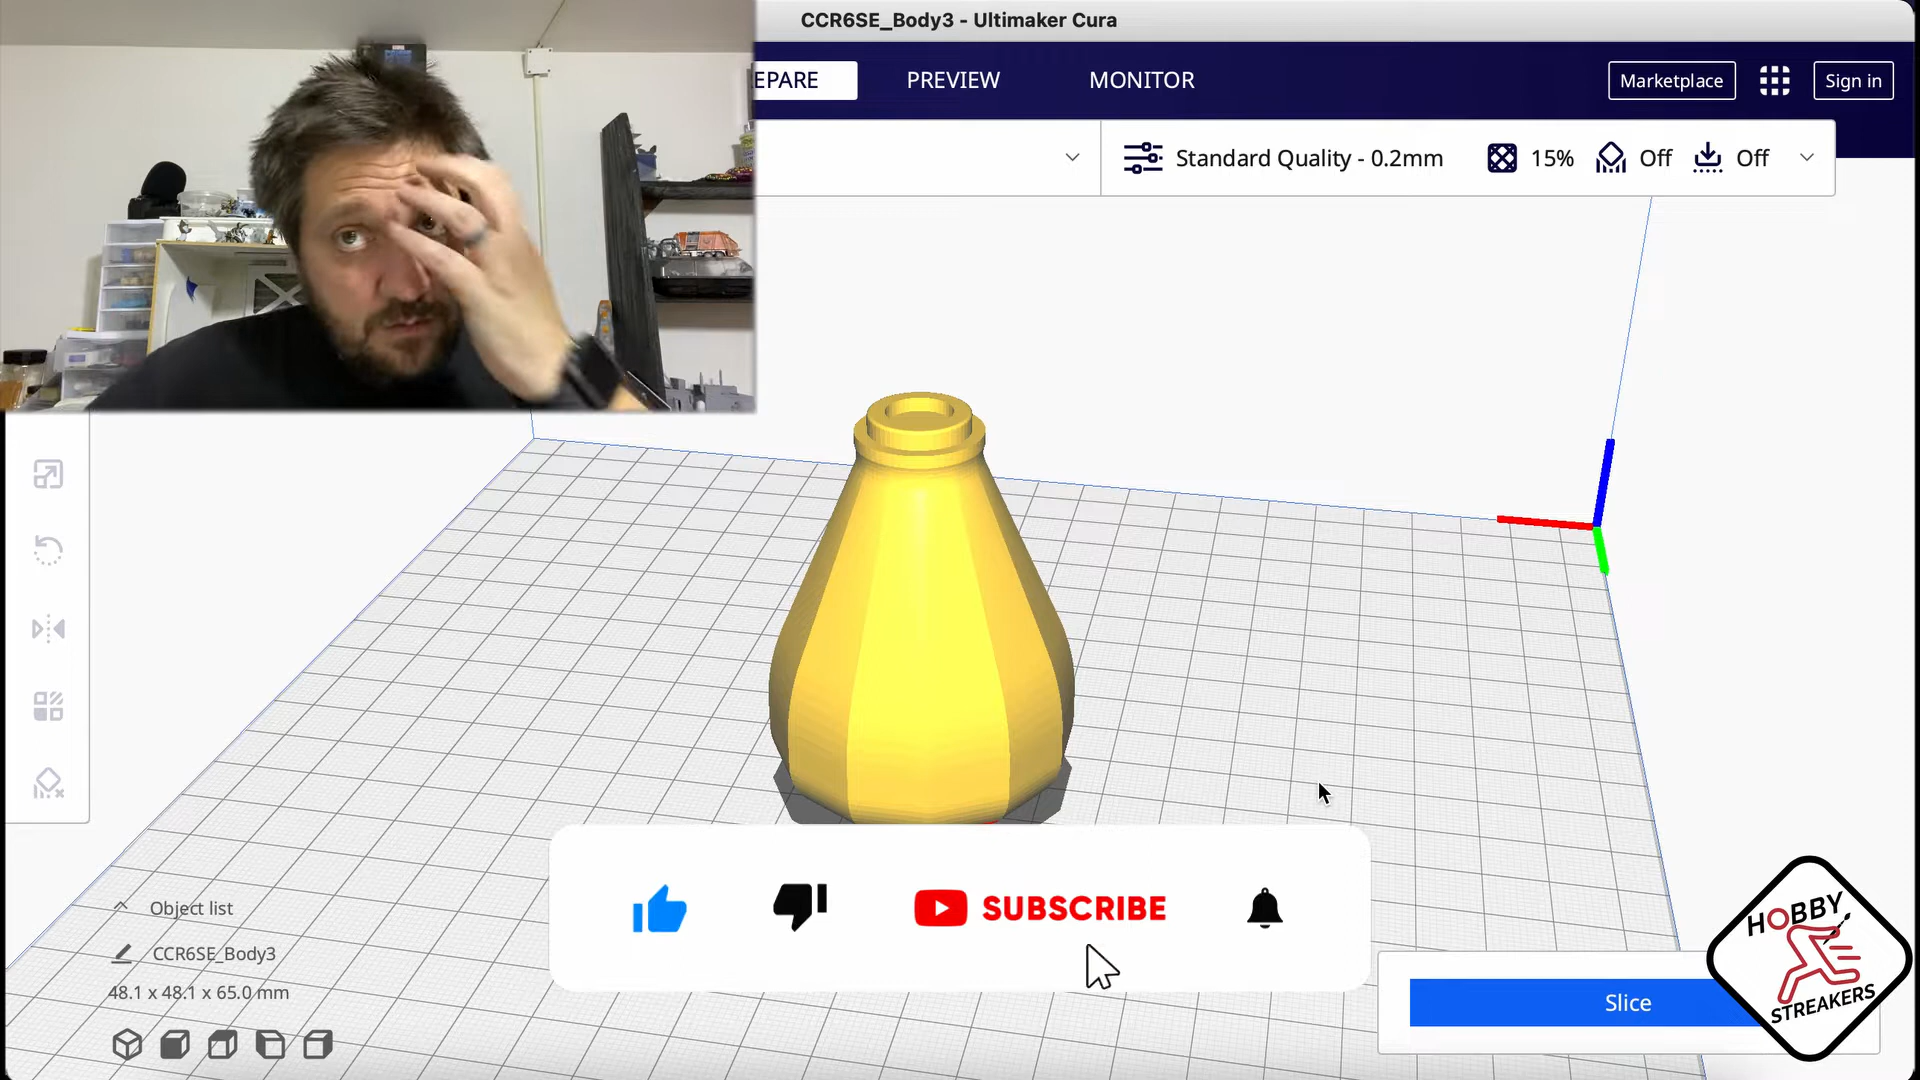 CCR6SE_Body3 - Ultimaker Cura
EPARE
PREVIEW
MONITOR
Marketplace
Sign in
Standard Quality - 0.2mm
15%
Off
Off
SUBSCRIBE
Object list
CCR6SE_Body3
48.1 x 48.1 x 65.0 mm
Slice
HOBBY
STREAKERS